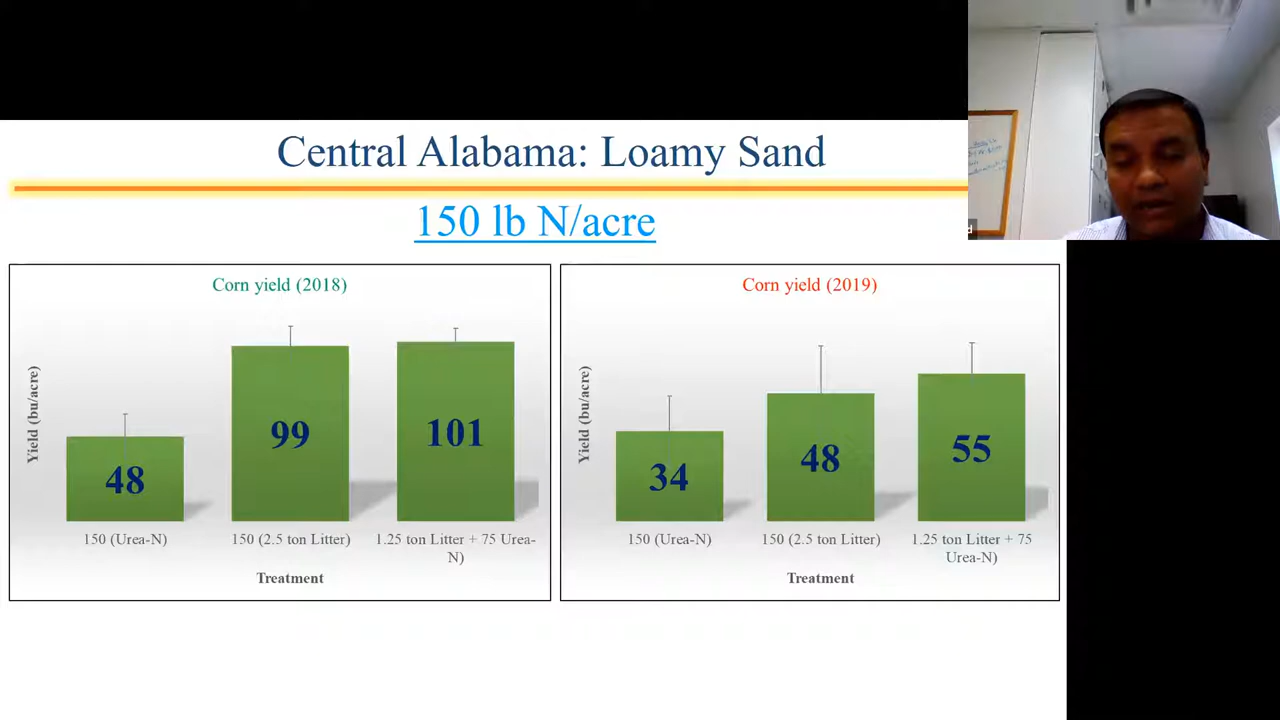 Central Alabama: Loamy Sand
150 lb N/acre
Corn yield (2018)
Yield (bu/acre)
48
99
101
150 (Urea-N)
150 (2.5 ton Litter)
1.25 ton Litter + 75 Urea-
N)
Treatment
Corn yield (2019)
Yield (bu/acre)
34
48
55
150 (Urea-N)
150 (2.5 ton Litter)
1.25 ton Litter + 75
Urea-N)
Treatment